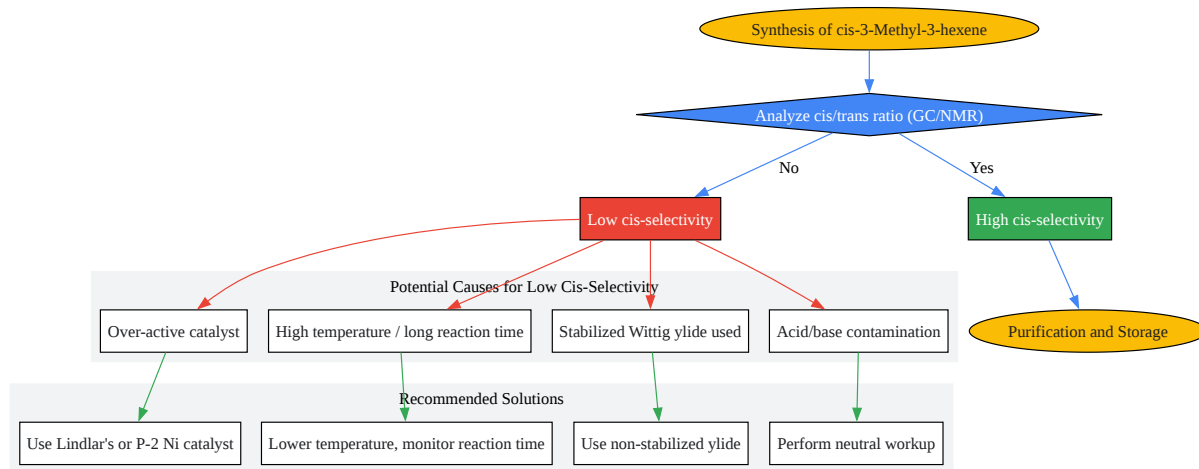 Synthesis of cis-3-Methyl-3-hexene
Analyze cis/trans ratio (GC/NMR)
No
Yes
Low cis-selectivity
High cis-selectivity
Potential Causes for Low Cis-Selectivity
Over-active catalyst
High temperature / long reaction time
Stabilized Wittig ylide used
Acid/base contamination
Purification and Storage
Recommended Solutions
Use Lindlar's or P-2 Ni catalyst
Lower temperature, monitor reaction time
Use non-stabilized ylide
Perform neutral workup